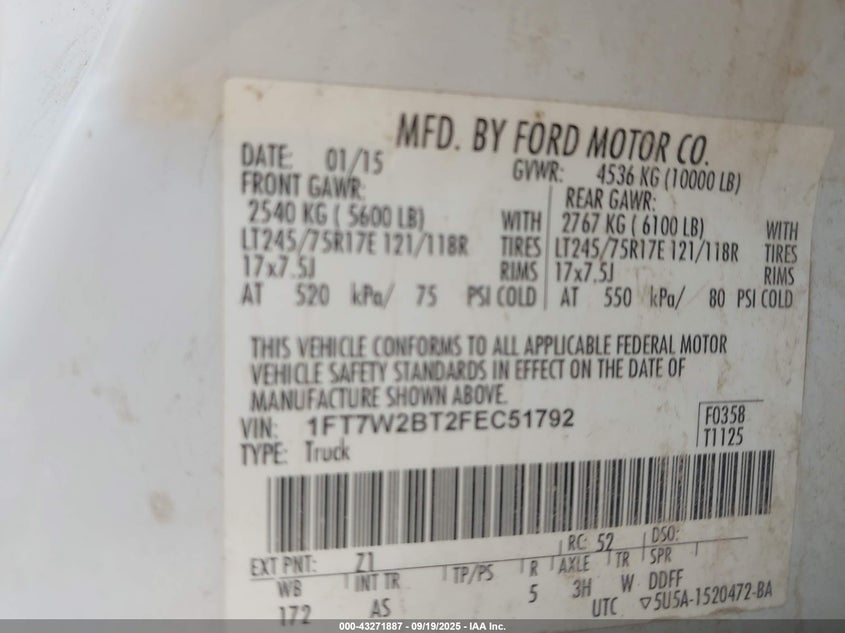 MFD. BY FORD MOTOR CO.
DATE: 01/15 GVWR: 4536 KG (10000 LB)
FRONT GAWR: REAR GAWR:
2540 KG ( 5600 LB) WITH 2767 KG ( 6100 LB) WITH
LT245/75R17E 121/118R TIRES LT245/75R17E 121/118R TIRES
17x7.5J RIMS 17x7.5J RIMS
AT 520 kPa/ 75 PSI COLD AT 550 kPa/ 80 PSI COLD
THIS VEHICLE CONFORMS TO ALL APPLICABLE FEDERAL MOTOR
VEHICLE SAFETY STANDARDS IN EFFECT ON THE DATE OF
MANUFACTURE SHOWN ABOVE.
VIN: 1FT7W2BT2FEC51792 F0358
TYPE: Truck T1125
EXT PNT: Z1 RC: 52 DSO:
WB INT TR TP/PS R AXLE TR SPR
172 AS 5 3H W DDFF
UTC ▽5U5A-1520472-BA
000-43271887 - 09/19/2025 - IAA Inc.